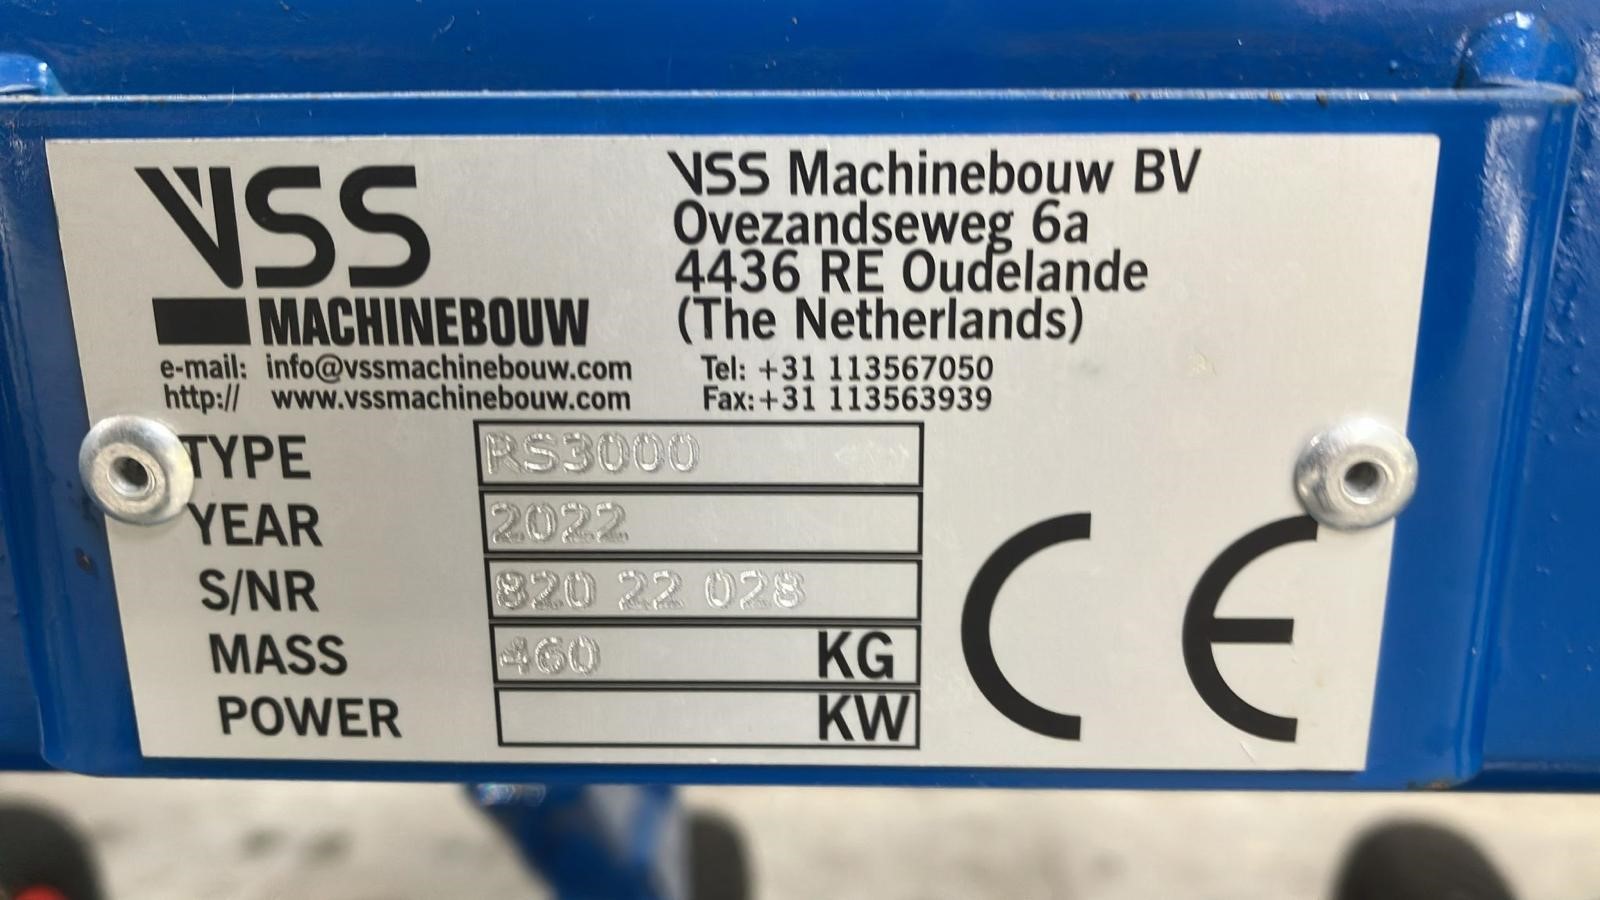 VSS
MACHINEBOUW
e-mail: info@vssmachinebouw.com
http:// www.vssmachinebouw.com
VSS Machinebouw BV
Ovezandseweg 6a
4436 RE Oudelande
(The Netherlands)
Tel: +31 113567050
Fax:+31 113563939
TYPE RS3000
YEAR 2022
S/NR 820 22 028
MASS 460 KG
POWER KW
CE